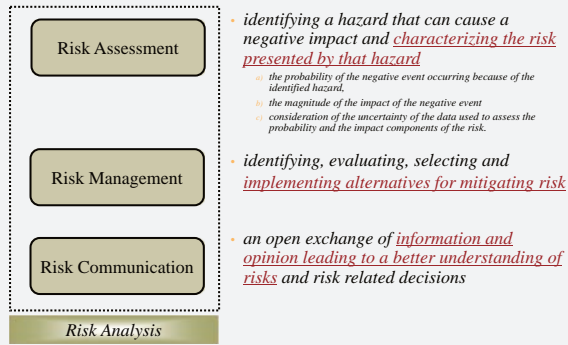 Risk Assessment
• identifying a hazard that can cause a
negative impact and characterizing the risk
presented by that hazard
a) the probability of the negative event occurring because of the
identified hazard,
b) the magnitude of the impact of the negative event
c) consideration of the uncertainty of the data used to assess the
probability and the impact components of the risk.
Risk Management
• identifying, evaluating, selecting and
implementing alternatives for mitigating risk
Risk Communication
• an open exchange of information and
opinion leading to a better understanding of
risks and risk related decisions
Risk Analysis